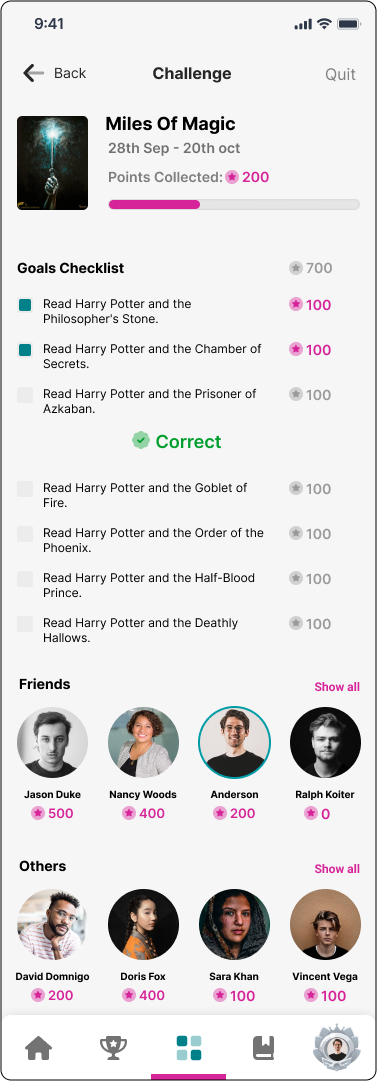 9:41
Back
Challenge
Quit
Miles Of Magic
28th Sep - 20th oct
Points Collected: 200
Goals Checklist
700
Read Harry Potter and the
Philosopher's Stone.
100
Read Harry Potter and the Chamber of
Secrets.
100
Read Harry Potter and the Prisoner of
Azkaban.
100
Correct
Read Harry Potter and the Goblet of
Fire.
100
Read Harry Potter and the Order of the
Phoenix.
100
Read Harry Potter and the Half-Blood
Prince.
100
Read Harry Potter and the Deathly
Hallows.
100
Friends
Show all
Jason Duke
500
Nancy Woods
400
Anderson
200
Ralph Koiter
0
Others
Show all
David Domnigo
200
Doris Fox
400
Sara Khan
100
Vincent Vega
100